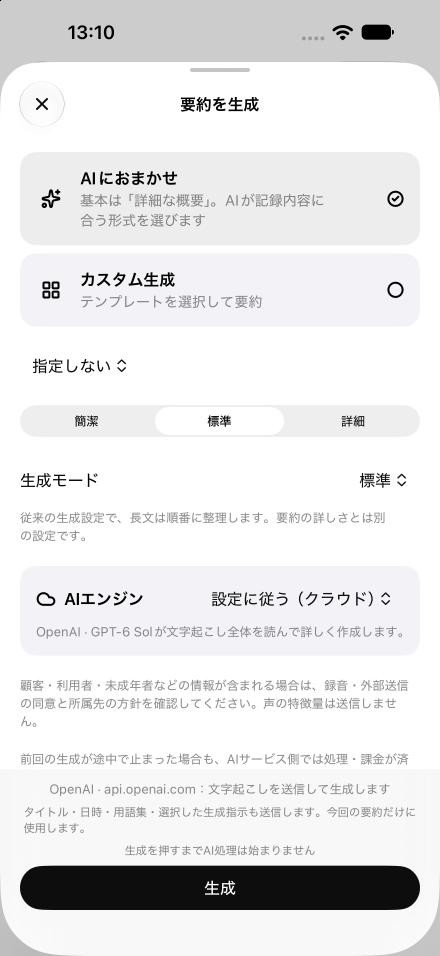 13:10
要約を生成
AIにおまかせ
基本は「詳細な概要」。AIが記録内容に
合う形式を選びます
カスタム生成
テンプレートを選択して要約
指定しない
簡潔
標準
詳細
生成モード
標準
従来の生成設定で、長文は順番に整理します。要約の詳しさとは別
の設定です。
AIエンジン
設定に従う（クラウド）
OpenAI · GPT-6 Solが文字起こし全体を読んで詳しく作成します。
顧客・利用者・未成年者などの情報が含まれる場合は、録音・外部送信
の同意と所属先の方針を確認してください。声の特徴量は送信しませ
ん。
前回の生成が途中で止まった場合も、AIサービス側では処理・課金が済
OpenAI · api.openai.com：文字起こしを送信して生成します
タイトル・日時・用語集・選択した生成指示も送信します。今回の要約だけに
使用します。
生成を押すまでAI処理は始まりません
生成